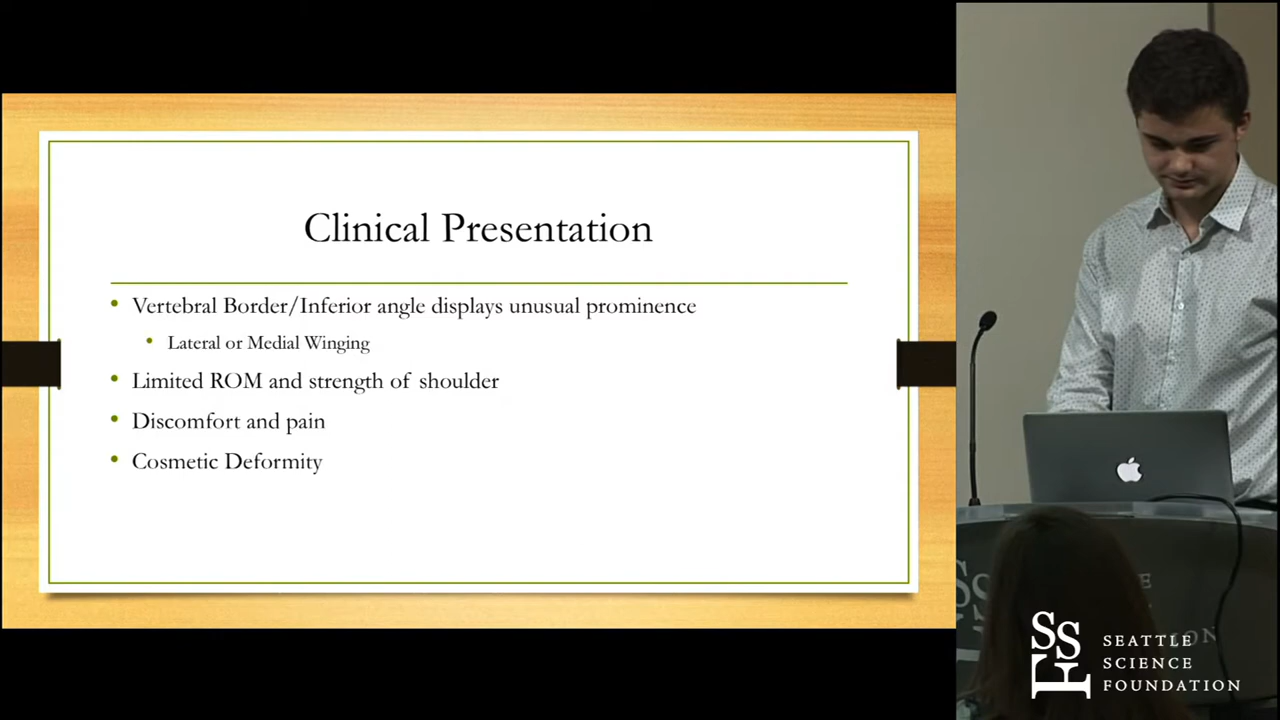 Clinical Presentation
Vertebral Border/Inferior angle displays unusual prominence
Lateral or Medial Winging
Limited ROM and strength of shoulder
Discomfort and pain
Cosmetic Deformity
SSF
SEATTLE
SCIENCE
FOUNDATION